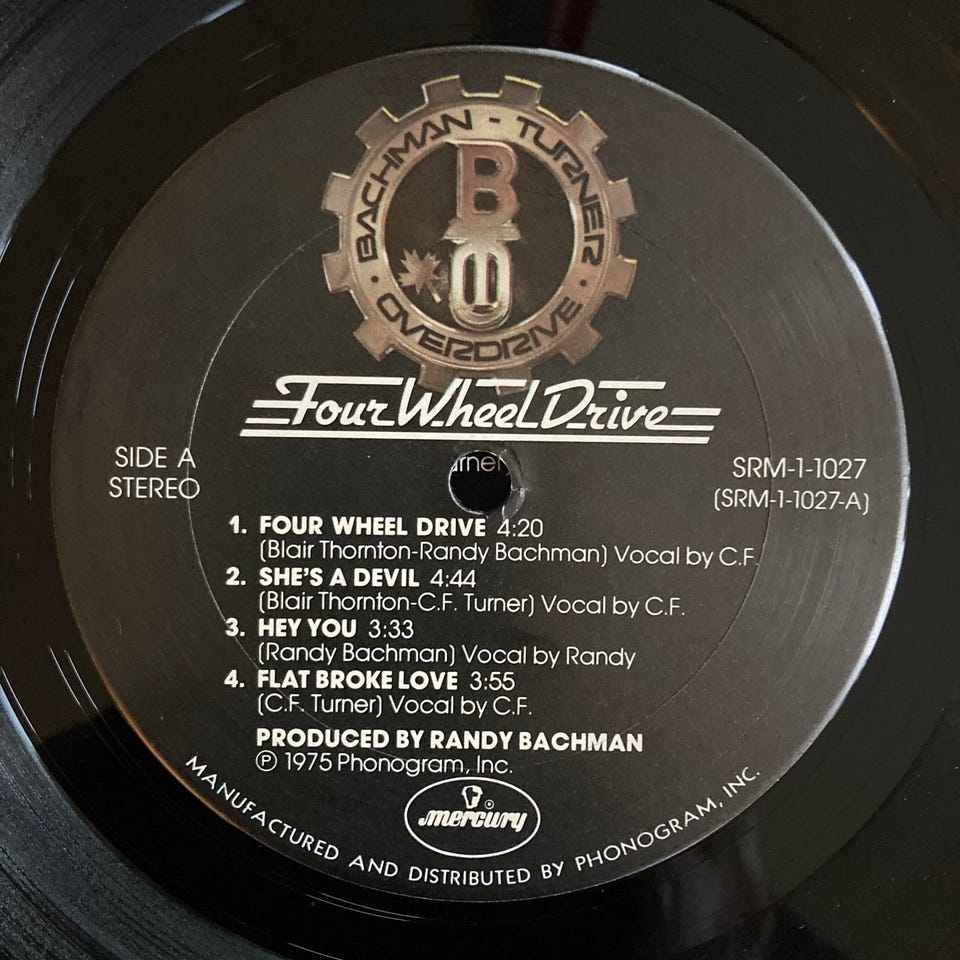 BACHMAN - TURNER
• OVERDRIVE •
B
TO
Four Wheel Drive
SIDE A
STEREO
SRM-1-1027
(SRM-1-1027-A)
1. FOUR WHEEL DRIVE 4:20
(Blair Thornton-Randy Bachman) Vocal by C.F.
2. SHE'S A DEVIL 4:44
(Blair Thornton-C.F. Turner) Vocal by C.F.
3. HEY YOU 3:33
(Randy Bachman) Vocal by Randy
4. FLAT BROKE LOVE 3:55
(C.F. Turner) Vocal by C.F.
PRODUCED BY RANDY BACHMAN
℗ 1975 Phonogram, Inc.
mercury ®
MANUFACTURED AND DISTRIBUTED BY PHONOGRAM, INC.